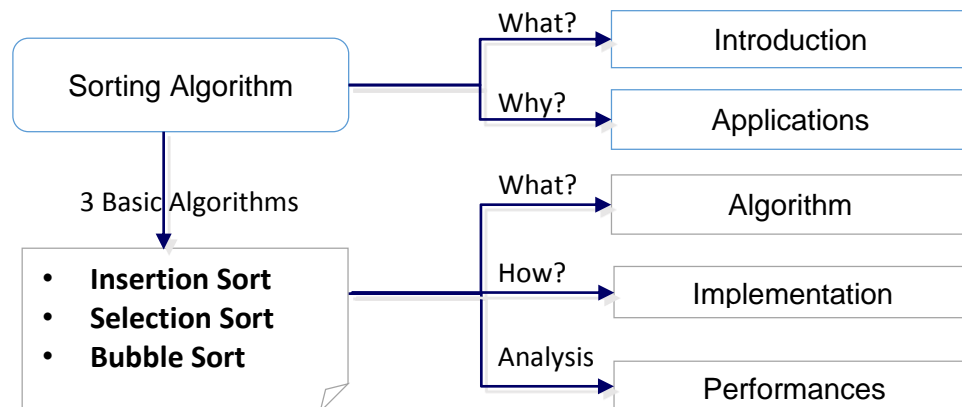 What?
Introduction
Sorting Algorithm
Why?
Applications
3 Basic Algorithms
What?
Algorithm
• Insertion Sort
• Selection Sort
• Bubble Sort
How?
Implementation
Analysis
Performances